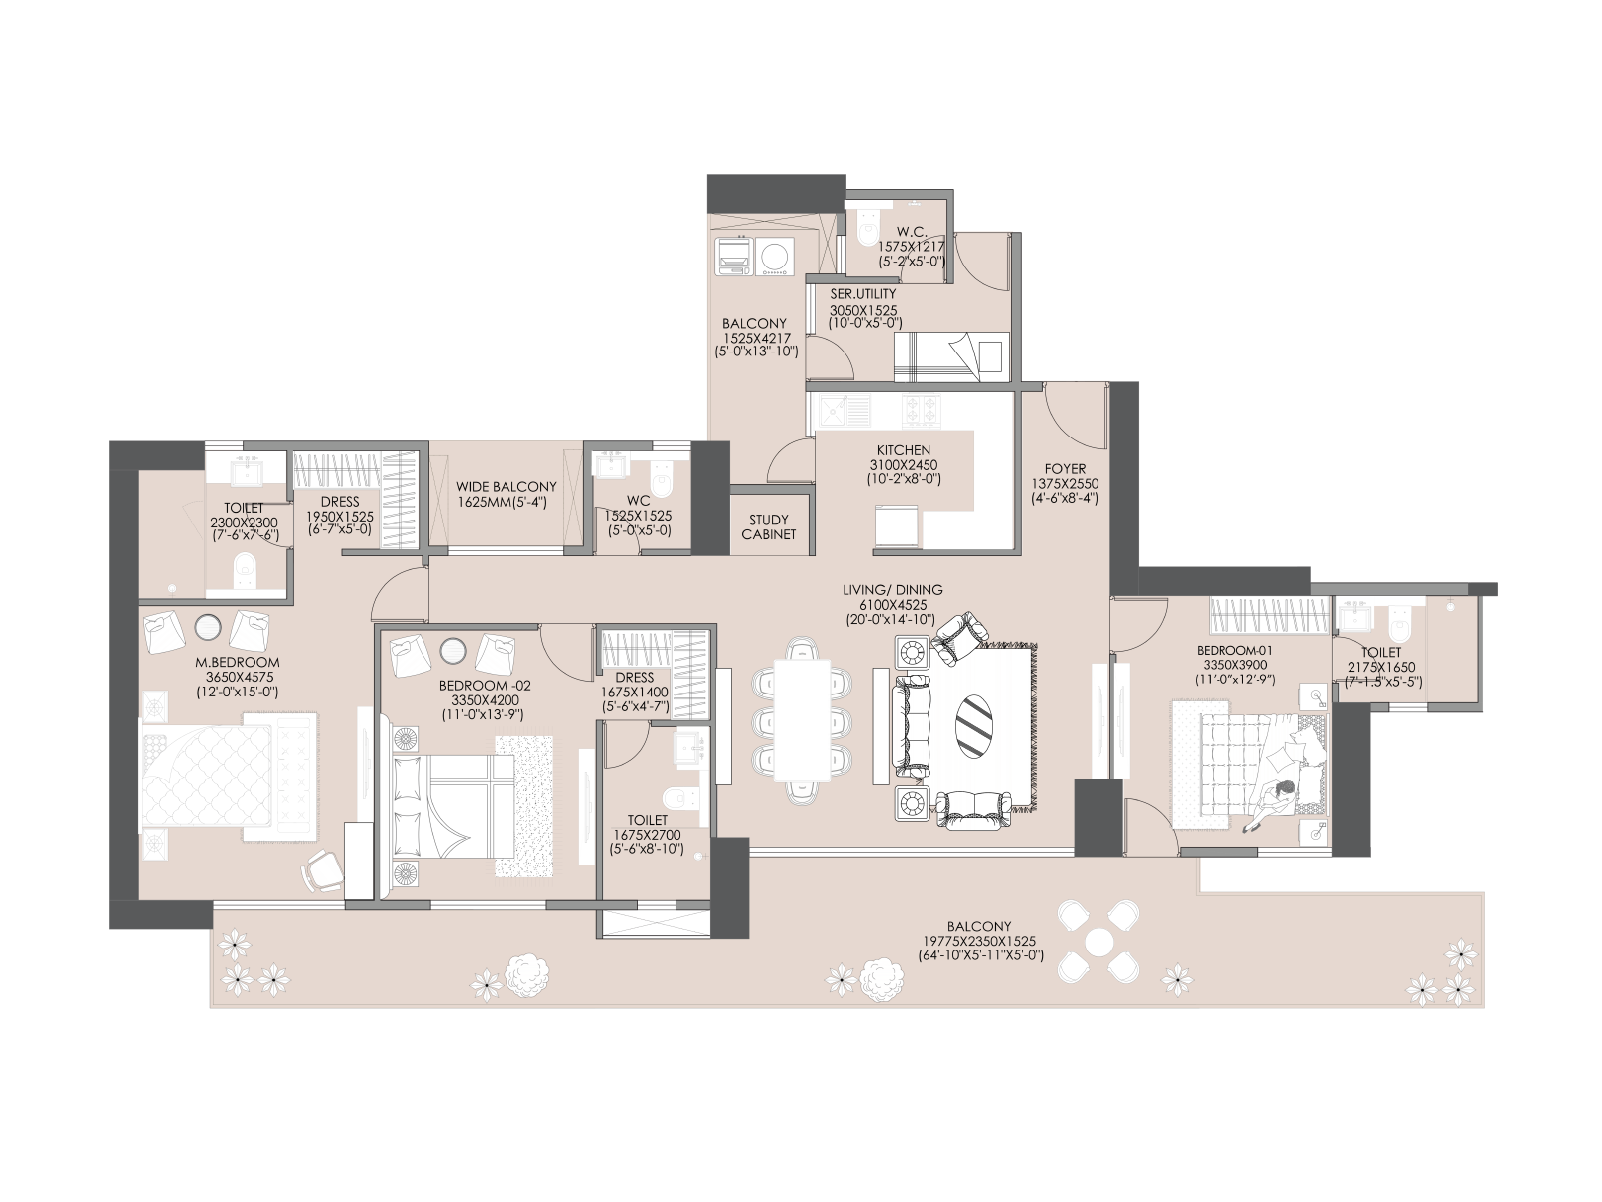 W.C.
1575X1217
(5'-2"x5'-0")
SER.UTILITY
3050X1525
(10'-0"x5'-0")
BALCONY
1525X4217
(5' 0"x13" 10")
KITCHEN
3100X2450
(10'-2"x8'-0")
FOYER
1375X2550
(4'-6"x8'-4")
WIDE BALCONY
1625MM(5'-4")
WC
1525X1525
(5'-0"x5'-0)
STUDY
CABINET
TOILET
2300X2300
(7'-6"x7'-6")
DRESS
1950X1525
(6'-7"x5'-0)
LIVING/ DINING
6100X4525
(20'-0"x14'-10")
M.BEDROOM
3650X4575
(12'-0"x15'-0")
BEDROOM -02
3350X4200
(11'-0"x13'-9")
DRESS
1675X1400
(5'-6"x4'-7")
BEDROOM-01
3350X3900
(11'-0"x12'-9")
TOILET
2175X1650
(7'-1.5"x5'-5")
TOILET
1675X2700
(5'-6"x8'-10")
BALCONY
19775X2350X1525
(64'-10"X5'-11"X5'-0")